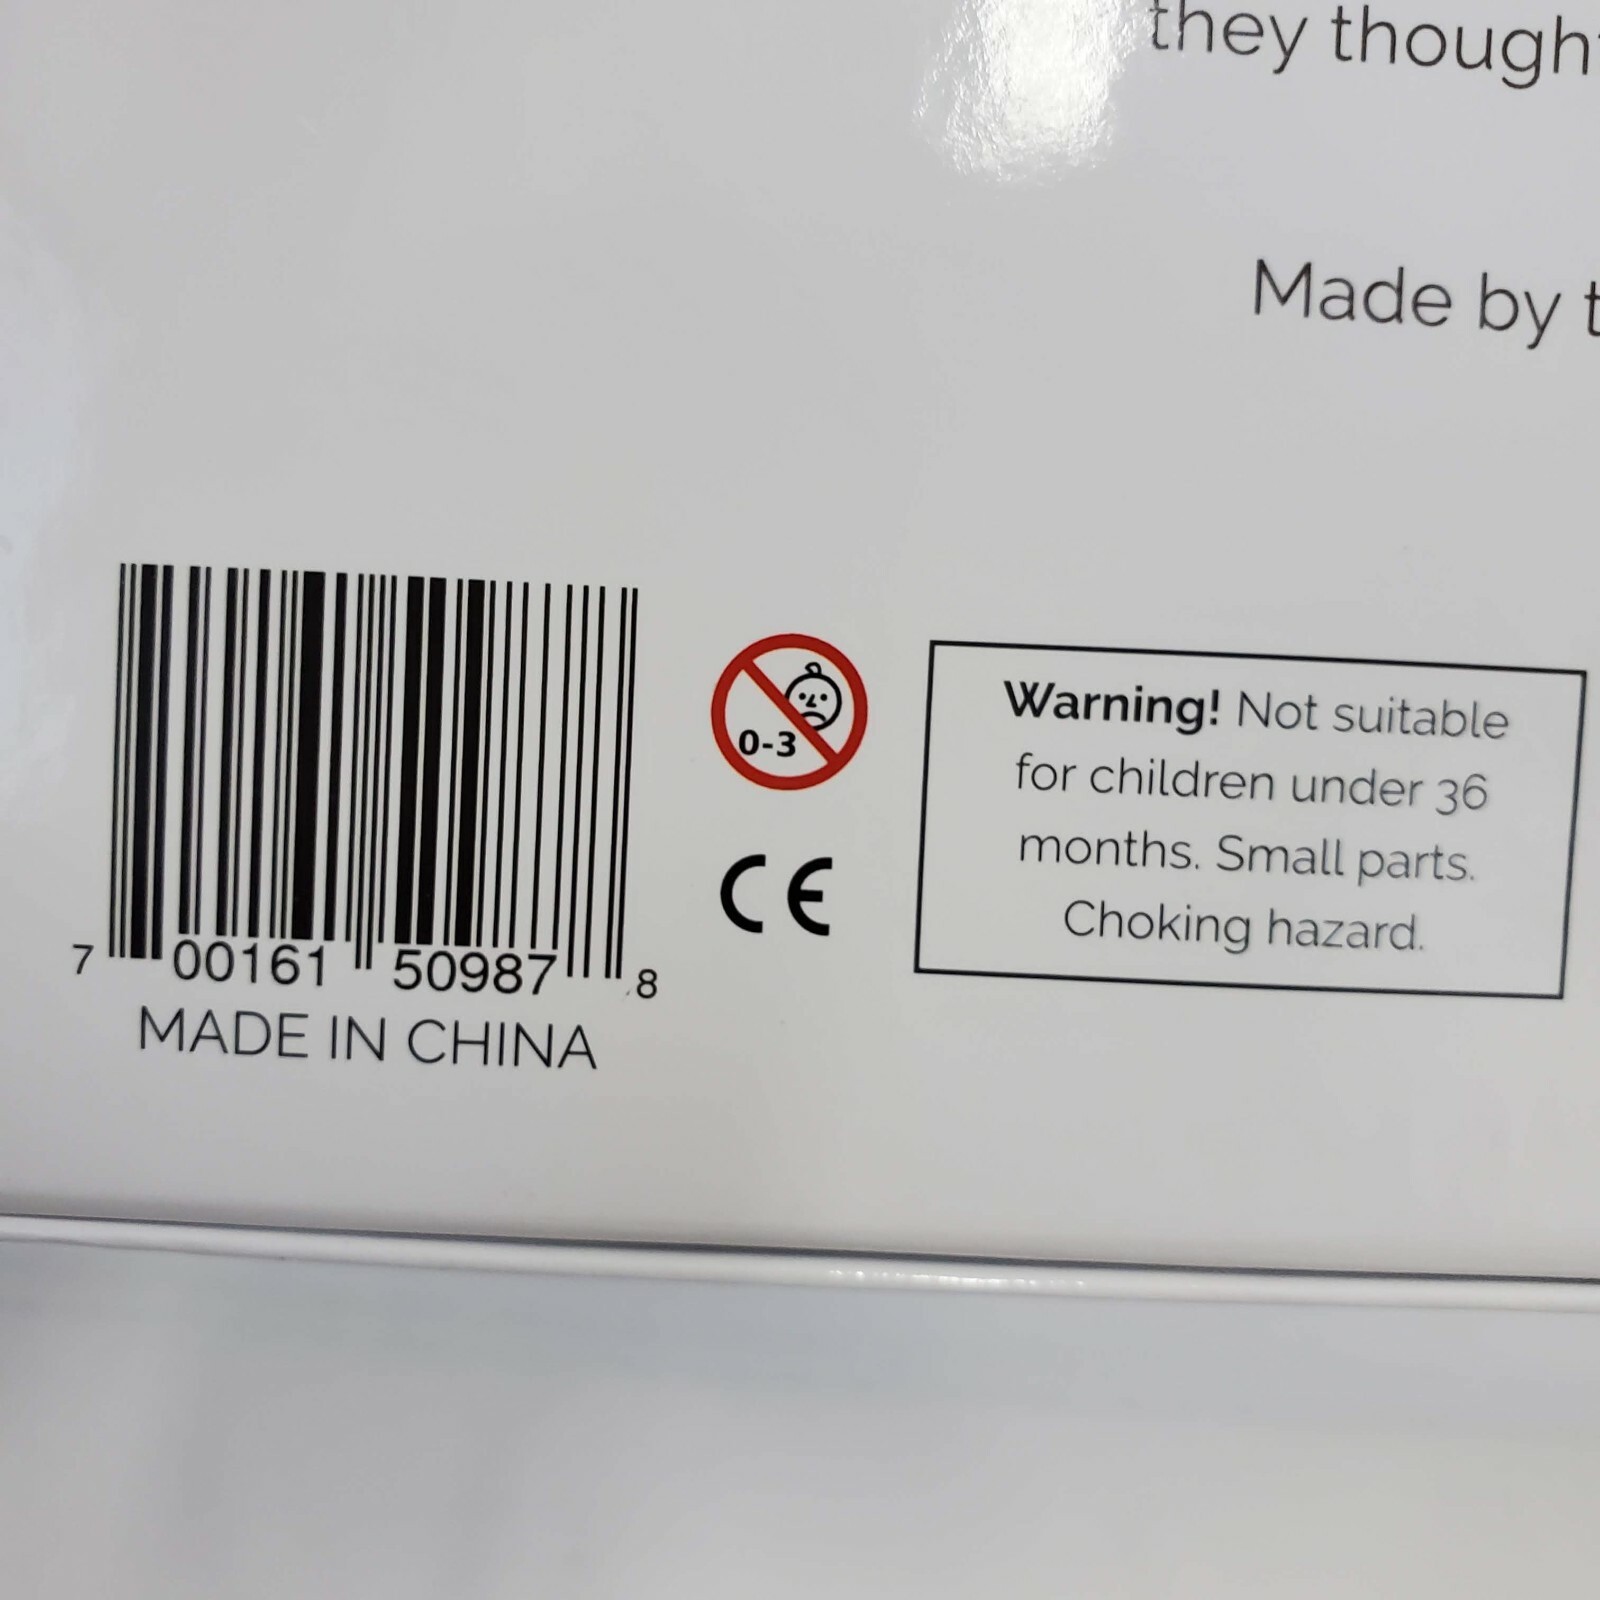 they though
Made by t
0-3
CE
Warning! Not suitable
for children under 36
months. Small parts.
Choking hazard.
7 00161 50987 8
MADE IN CHINA